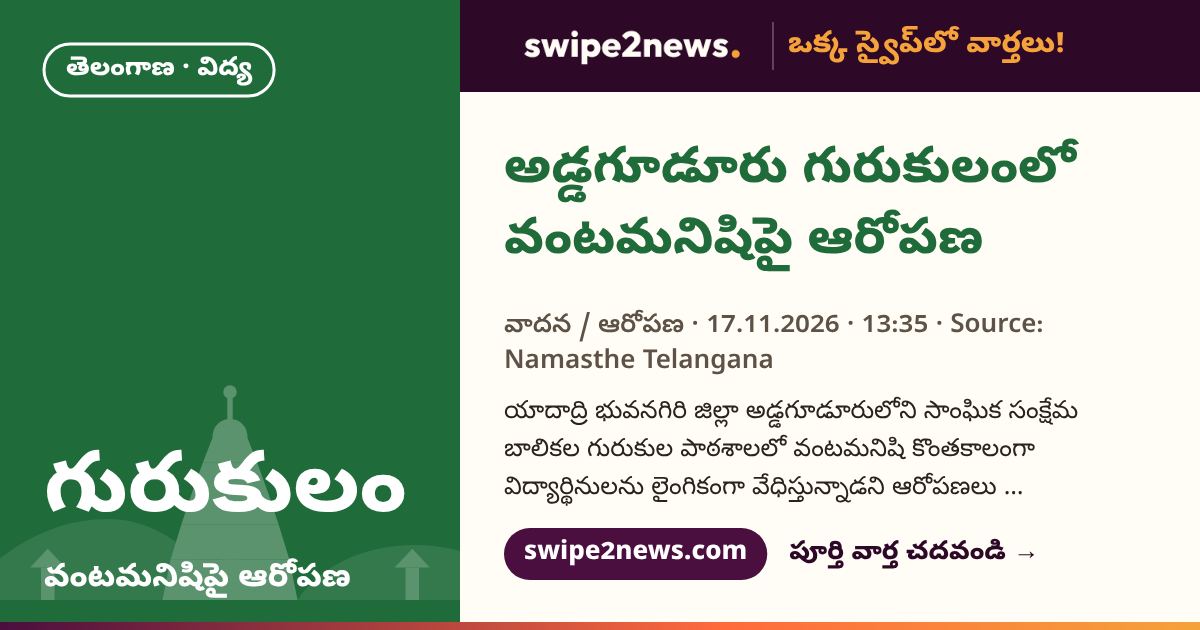 తెలంగాణ · విద్య
గురుకులం
వంటమనిషిపై ఆరోపణ
swipe2news.
ఒక్క స్వైప్‌లో వార్తలు!
అడ్డగూడూరు గురుకులంలో
వంటమనిషిపై ఆరోపణ
వాదన / ఆరోపణ · 17.11.2026 · 13:35 · Source:
Namasthe Telangana
యాదాద్రి భువనగిరి జిల్లా అడ్డగూడూరులోని సాంఘిక సంక్షేమ
బాలికల గురుకుల పాఠశాలలో వంటమనిషి కొంతకాలంగా
విద్యార్థినులను లైంగికంగా వేధిస్తున్నాడని ఆరోపణలు ...
swipe2news.com
పూర్తి వార్త చదవండి →